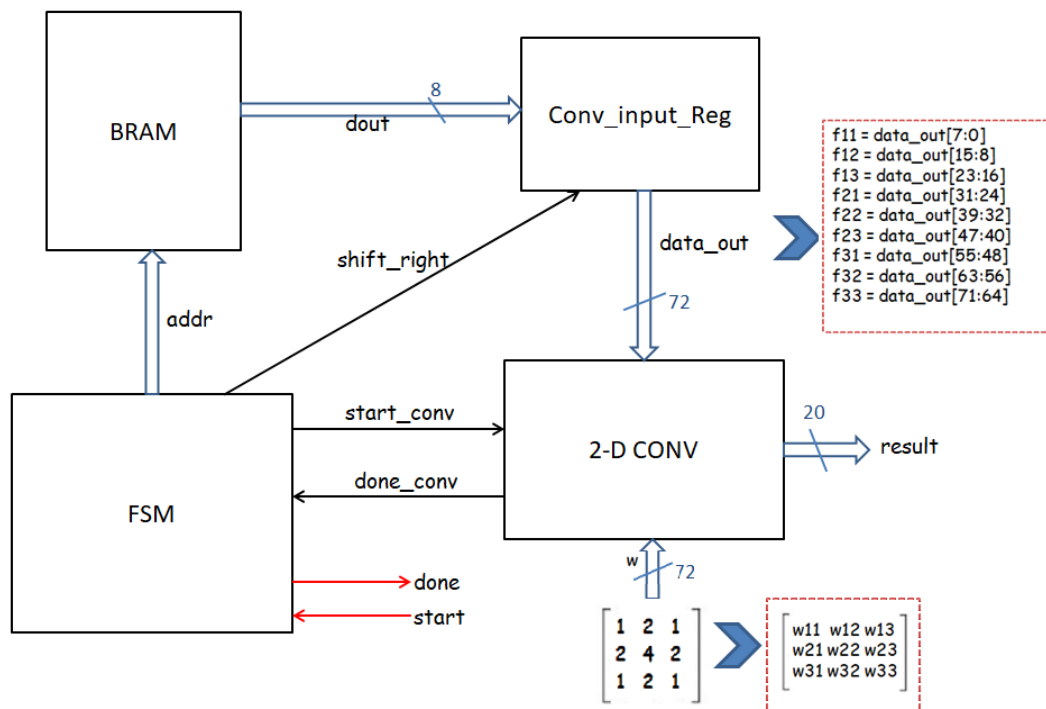 BRAM
8
dout
Conv_input_Reg
f11 = data_out[7:0]
f12 = data_out[15:8]
f13 = data_out[23:16]
f21 = data_out[31:24]
f22 = data_out[39:32]
f23 = data_out[47:40]
f31 = data_out[55:48]
f32 = data_out[63:56]
f33 = data_out[71:64]
shift_right
data_out
72
addr
FSM
start_conv
done_conv
2-D CONV
20
result
done
start
w
72
1 2 1
2 4 2
1 2 1
w11 w12 w13
w21 w22 w23
w31 w32 w33